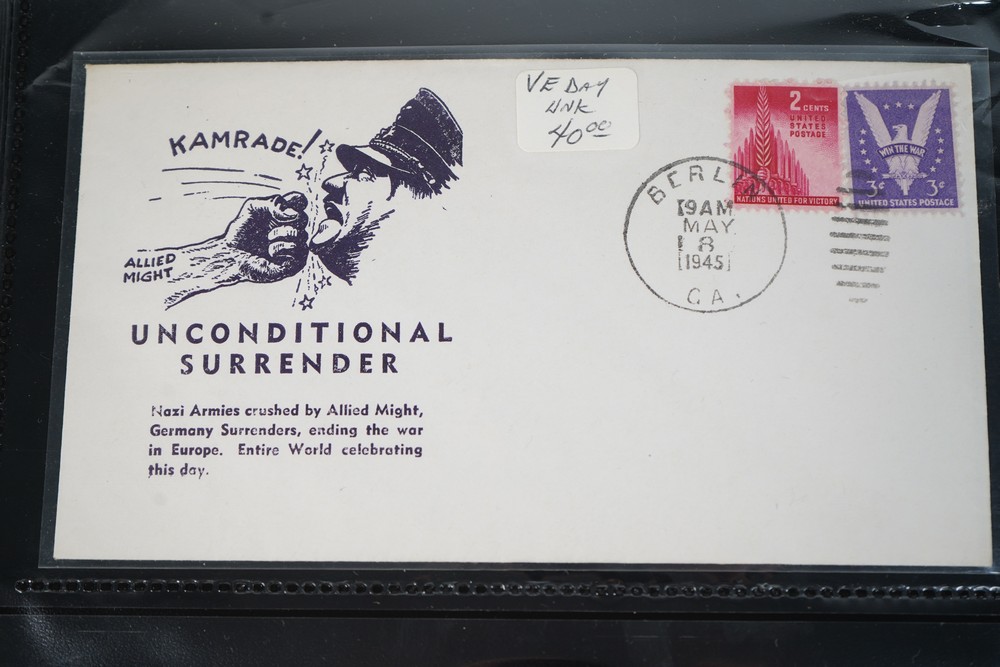 KAMRADE!
ALLIED
MIGHT
UNCONDITIONAL
SURRENDER
Nazi Armies crushed by Allied Might,
Germany Surrenders, ending the war
in Europe. Entire World celebrating
this day.
VE DAY
UNK
40 00
2 CENTS
UNITED
STATES
POSTAGE
NATIONS UNITED FOR VICTORY
WIN THE WAR
3¢ 3¢
UNITED STATES POSTAGE
BERLIN
9 AM
MAY
8
1945
GA.